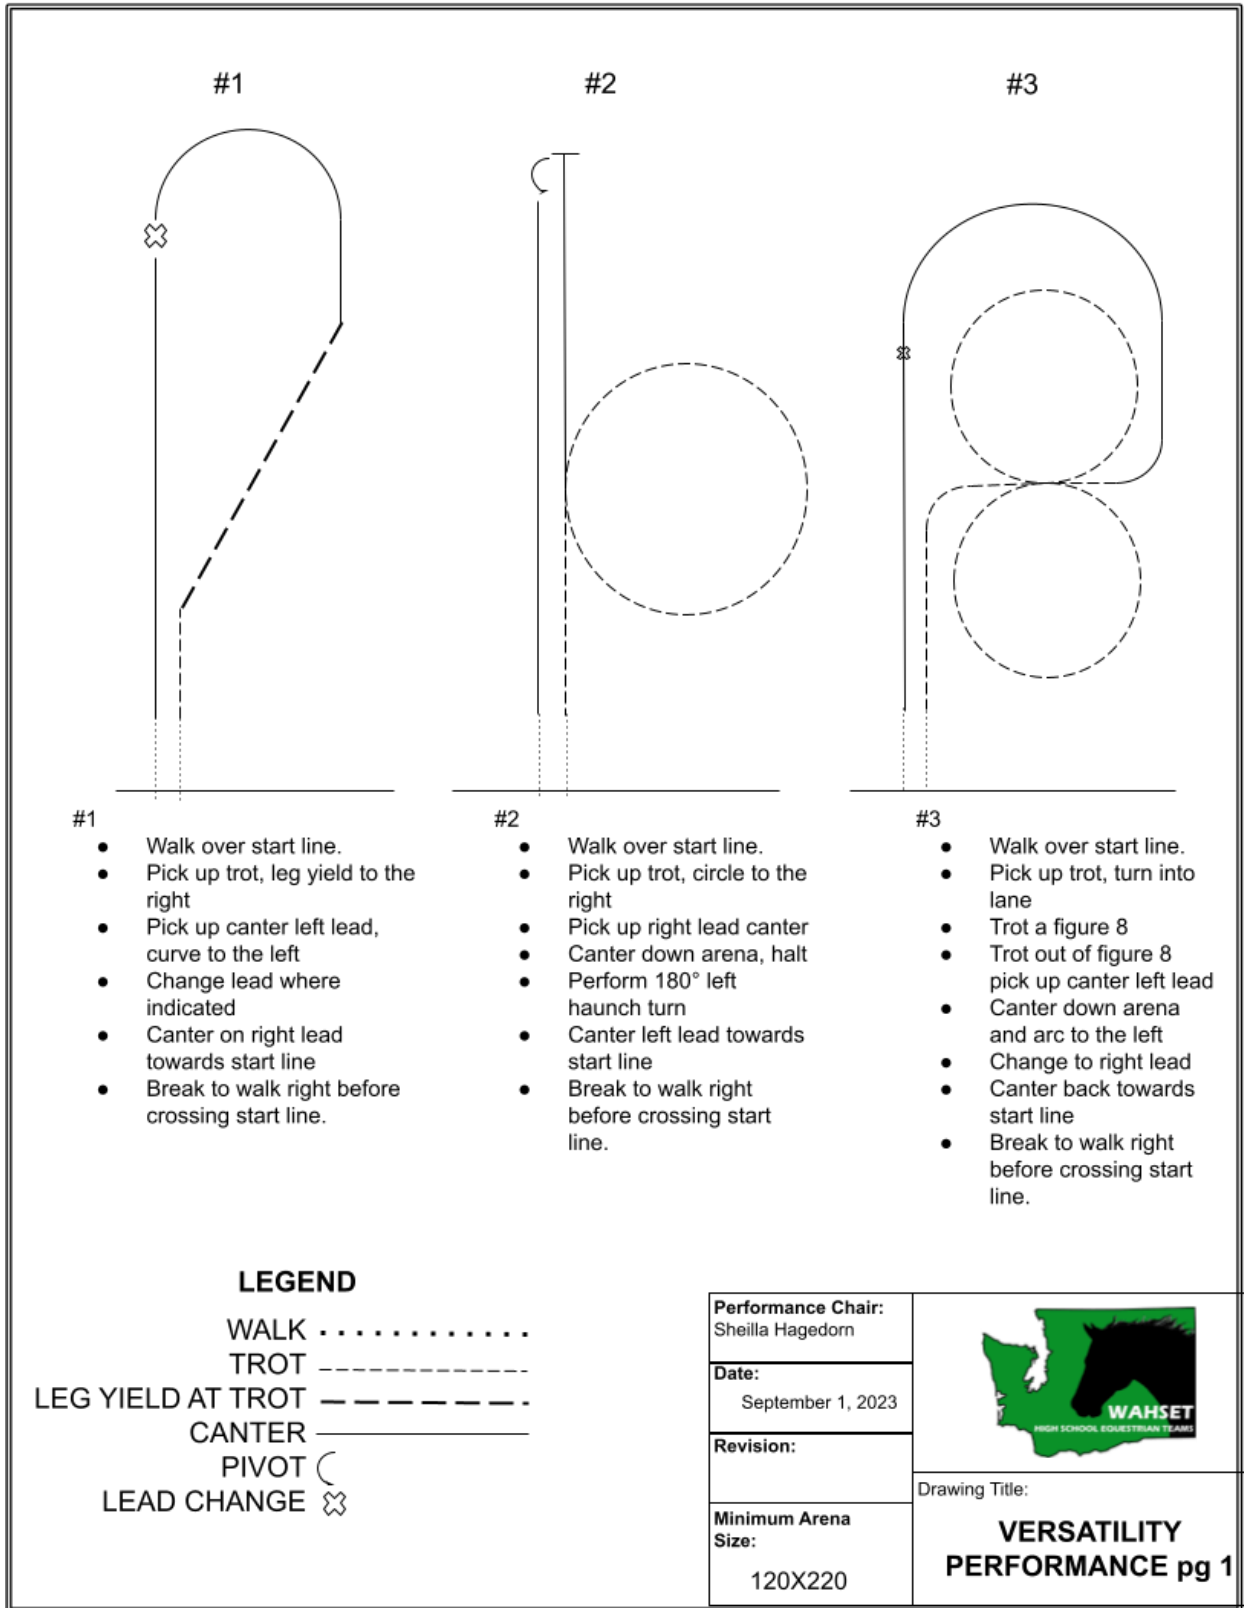 #1
#2
#3
#1
● Walk over start line.
● Pick up trot, leg yield to the
right
● Pick up canter left lead,
curve to the left
● Change lead where
indicated
● Canter on right lead
towards start line
● Break to walk right before
crossing start line.
#2
● Walk over start line.
● Pick up trot, circle to the
right
● Pick up right lead canter
● Canter down arena, halt
● Perform 180° left
haunch turn
● Canter left lead towards
start line
● Break to walk right
before crossing start
line.
#3
● Walk over start line.
● Pick up trot, turn into
lane
● Trot a figure 8
● Trot out of figure 8
pick up canter left lead
● Canter down arena
and arc to the left
● Change to right lead
● Canter back towards
start line
● Break to walk right
before crossing start
line.
LEGEND
WALK
TROT
LEG YIELD AT TROT
CANTER
PIVOT
LEAD CHANGE
Performance Chair:
Sheilla Hagedorn
Date:
September 1, 2023
Revision:
Minimum Arena
Size:
120X220
WAHSET
HIGH SCHOOL EQUESTRIAN TEAMS
Drawing Title:
VERSATILITY
PERFORMANCE pg 1